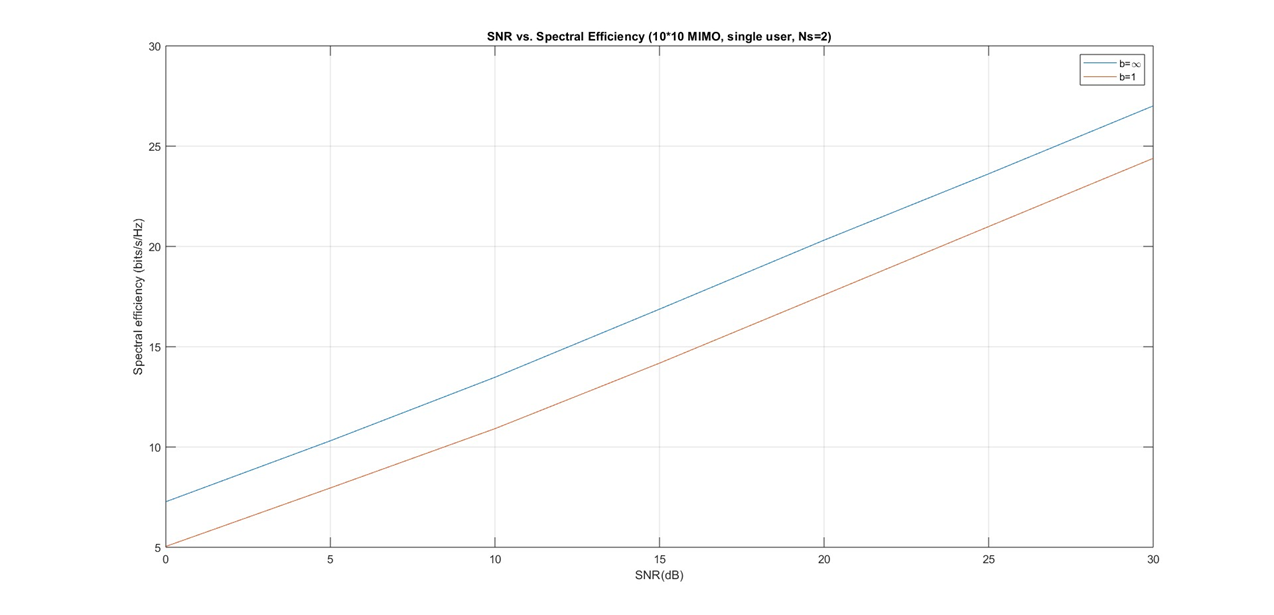 SNR vs. Spectral Efficiency (10*10 MIMO, single user, Ns=2)
b=∞
b=1
Spectral efficiency (bits/s/Hz)
30
25
20
15
10
5
0 5 10 15 20 25 30
SNR(dB)